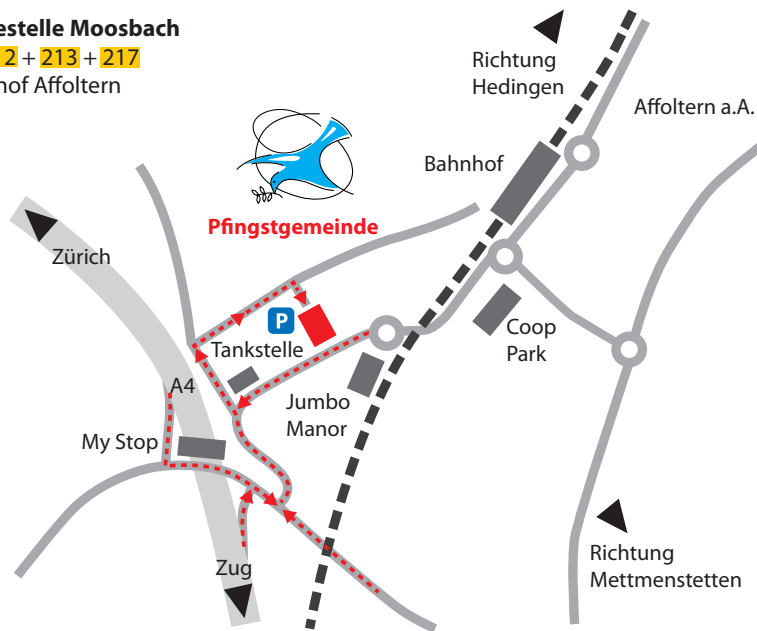 estelle Moosbach
2 + 213 + 217
hof Affoltern
Richtung
Hedingen
Affoltern a.A.
Bahnhof
Pfingstgemeinde
Zürich
P
Tankstelle
Coop
Park
A4
Jumbo
Manor
My Stop
Zug
Richtung
Mettmenstetten